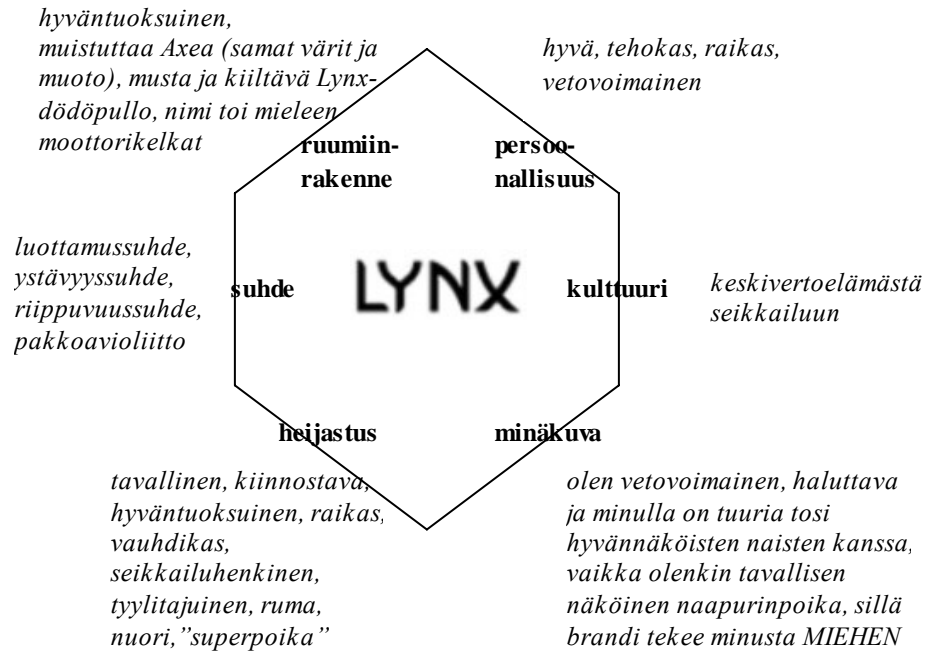 hyväntuoksuinen,
muistuttaa Axea (samat värit ja
muoto), musta ja kiiltävä Lynx-
dödöpullo, nimi toi mieleen
moottorikelkat
hyvä, tehokas, raikas,
vetovoimainen
ruumiin-
rakenne
persoo-
nallisuus
luottamussuhde,
ystävyyssuhde,
riippuvuussuhde,
pakkoavioliitto
suhde
LYNX
kulttuuri
keskivertoelämästä
seikkailuun
heijastus
minäkuva
tavallinen, kiinnostava,
hyväntuoksuinen, raikas,
vauhdikas,
seikkailuhenkinen,
tyylitajuinen, ruma,
nuori,”superpoika”
olen vetovoimainen, haluttava
ja minulla on tuuria tosi
hyvännäköisten naisten kanssa,
vaikka olenkin tavallisen
näköinen naapurinpoika, sillä
brandi tekee minusta MIEHEN